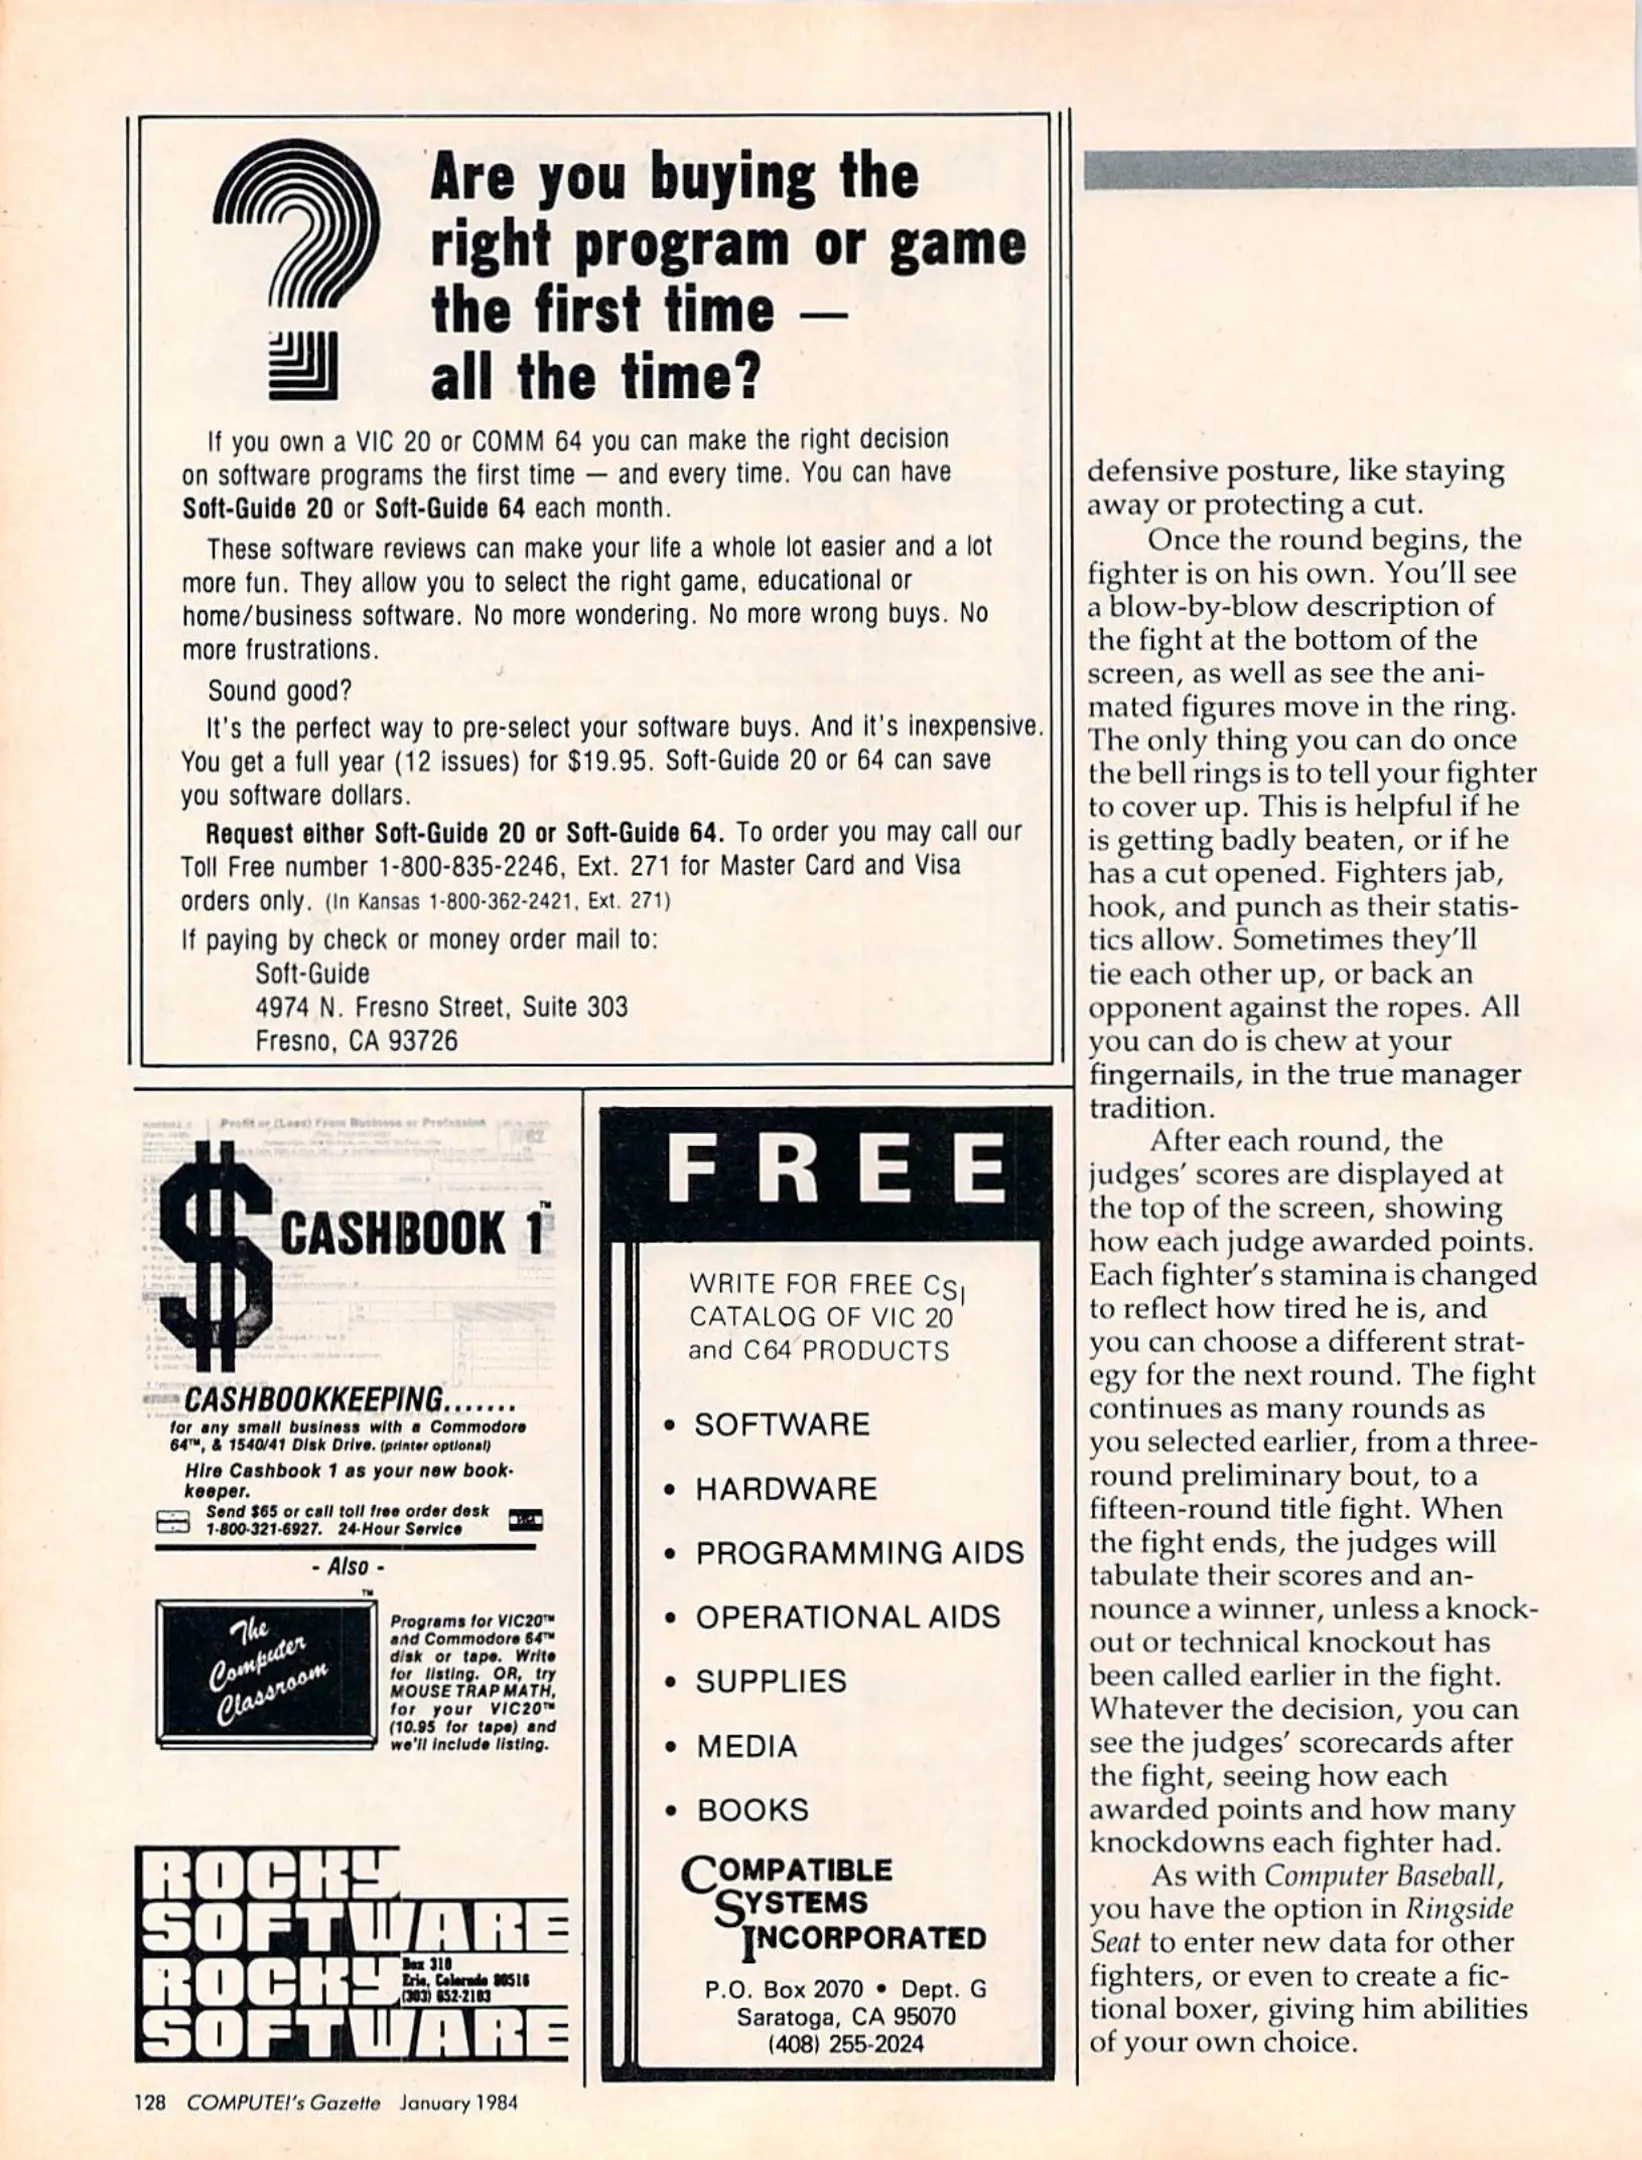 Are you buying the
right program or game
the first time —
all the time?
If you own a VIC 20 or COMM 64 you can make the right decision
on software programs the first time — and every time. You can have
Soft-Guide 20 or Soft-Guide 64 each month.
These software reviews can make your life a whole lot easier and a lot
more fun. They allow you to select the right game, educational or
home/business software. No more wondering. No more wrong buys. No
more frustrations.
Sound good?
It's the perfect way to pre-select your software buys. And it's inexpensive.
You get a full year (12 issues) for $19.95. Soft-Guide 20 or 64 can save
you software dollars.
Request either Soft-Guide 20 or Soft-Guide 64. To order you may call our
Toll Free number 1-800-835-2246, Ext. 271 for Master Card and Visa
orders only. (In Kansas 1-800-362-2421, Ext. 271)
If paying by check or money order mail to:
Soft-Guide
4974 N. Fresno Street, Suite 303
Fresno, CA 93726
Profit or (Loss) From Business or Profession
$ CASHBOOK 1™
CASHBOOKKEEPING.......
for any small business with a Commodore
64™, & 1540/41 Disk Drive. (printer optional)
Hire Cashbook 1 as your new book-
keeper.
Send $65 or call toll free order desk
1-800-321-6927. 24-Hour Service
- Also -
™
The
Computer
Classroom
Programs for VIC20™
and Commodore 64™
disk or tape. Write
for listing. OR, try
MOUSE TRAP MATH,
for your VIC20™
(10.95 for tape) and
we'll include listing.
ROCKY
SOFTWARE
ROCKY
Box 310
Erie, Colorado 80516
(303) 652-2103
SOFTWARE
FREE
WRITE FOR FREE CSI
CATALOG OF VIC 20
and C64 PRODUCTS
• SOFTWARE
• HARDWARE
• PROGRAMMING AIDS
• OPERATIONAL AIDS
• SUPPLIES
• MEDIA
• BOOKS
COMPATIBLE
SYSTEMS
INCORPORATED
P.O. Box 2070 • Dept. G
Saratoga, CA 95070
(408) 255-2024
defensive posture, like staying
away or protecting a cut.
Once the round begins, the
fighter is on his own. You'll see
a blow-by-blow description of
the fight at the bottom of the
screen, as well as see the ani-
mated figures move in the ring.
The only thing you can do once
the bell rings is to tell your fighter
to cover up. This is helpful if he
is getting badly beaten, or if he
has a cut opened. Fighters jab,
hook, and punch as their statis-
tics allow. Sometimes they'll
tie each other up, or back an
opponent against the ropes. All
you can do is chew at your
fingernails, in the true manager
tradition.
After each round, the
judges' scores are displayed at
the top of the screen, showing
how each judge awarded points.
Each fighter's stamina is changed
to reflect how tired he is, and
you can choose a different strat-
egy for the next round. The fight
continues as many rounds as
you selected earlier, from a three-
round preliminary bout, to a
fifteen-round title fight. When
the fight ends, the judges will
tabulate their scores and an-
nounce a winner, unless a knock-
out or technical knockout has
been called earlier in the fight.
Whatever the decision, you can
see the judges' scorecards after
the fight, seeing how each
awarded points and how many
knockdowns each fighter had.
As with Computer Baseball,
you have the option in Ringside
Seat to enter new data for other
fighters, or even to create a fic-
tional boxer, giving him abilities
of your own choice.
128 COMPUTE!'s Gazette January 1984